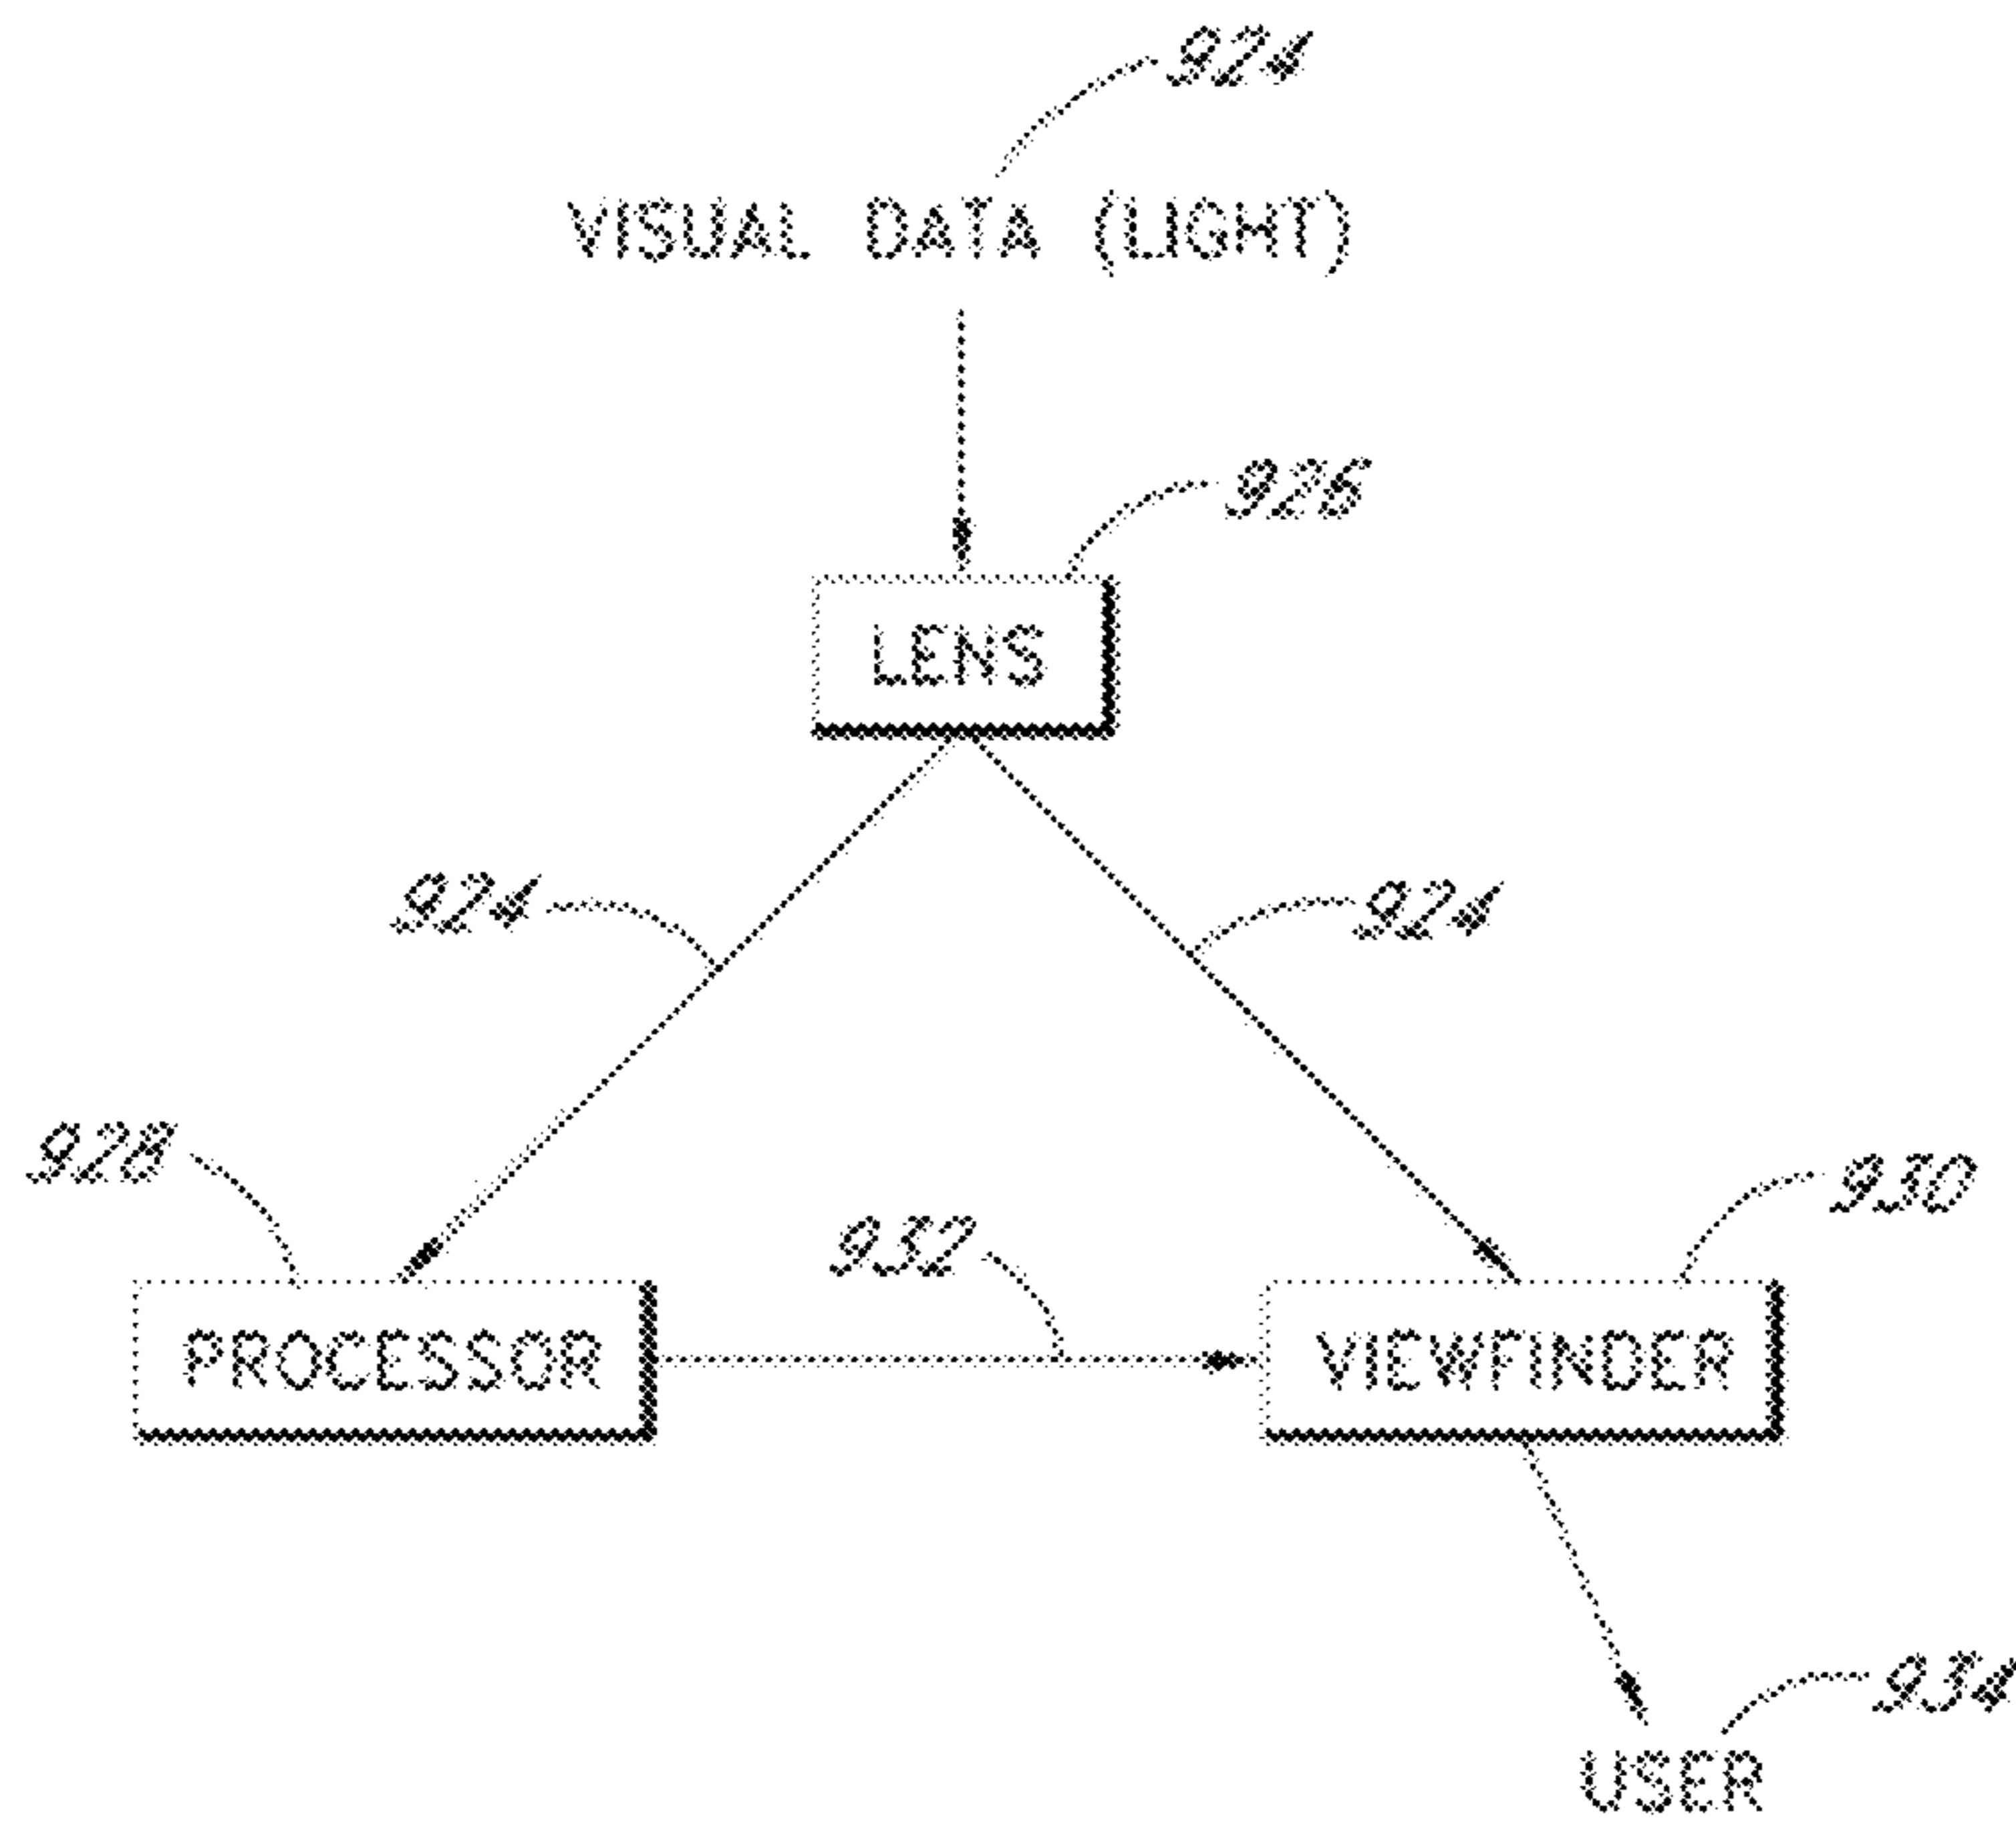 924
VISUAL DATA (LIGHT)
926
LENS
924
924
928
930
932
PROCESSOR
VIEWFINDER
934
USER